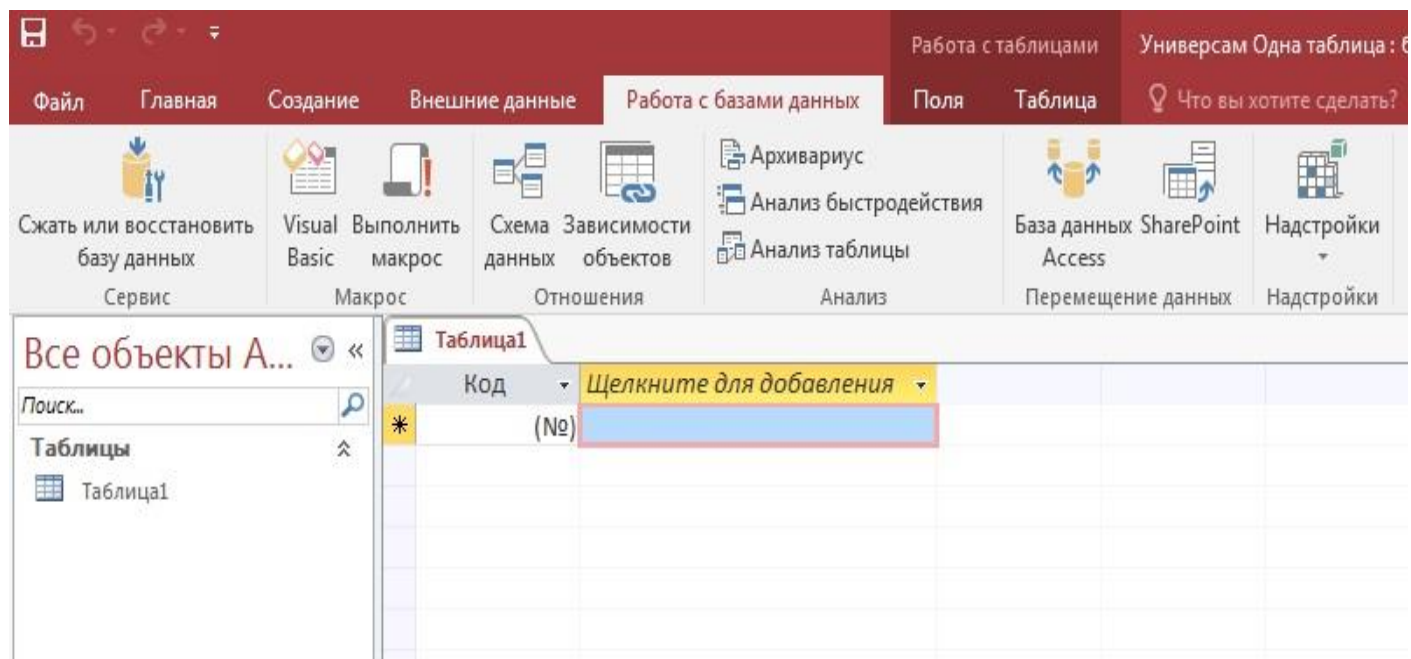 Работа с таблицами
Универсам Одна таблица : б
Файл Главная Создание Внешние данные Работа с базами данных Поля Таблица Что вы хотите сделать?
Сжать или восстановить базу данных
Visual Basic
Выполнить макрос
Схема данных
Зависимости объектов
Архивариус
Анализ быстродействия
Анализ таблицы
База данных Access
SharePoint
Надстройки
Сервис Макрос Отношения Анализ Перемещение данных Надстройки
Все объекты A... «
Поиск...
Таблицы
Таблица1
Таблица1
Код Щелкните для добавления
* (№)